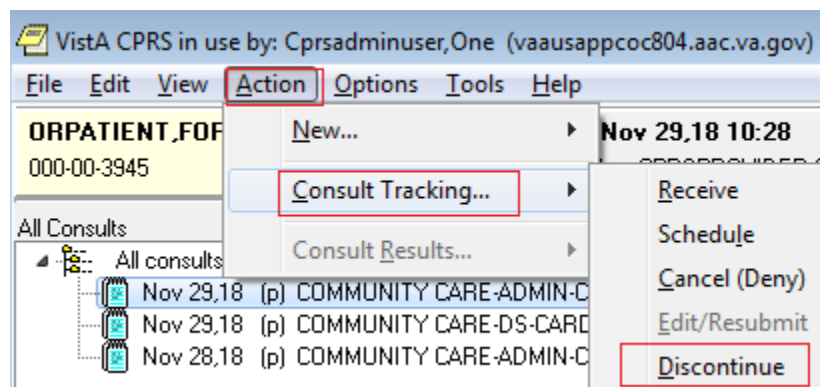 VistA CPRS in use by: Cprsadminuser,One (vaausappcoc804.aac.va.gov)
File Edit View Action Options Tools Help
ORPATIENT,FOR New... Nov 29,18 10:28
000-00-3945
Consult Tracking... Receive
All Consults Schedule
All consults Consult Results... Cancel (Deny)
Nov 29,18 (p) COMMUNITY CARE-ADMIN-C
Nov 29,18 (p) COMMUNITY CARE-DS-CARD Edit/Resubmit
Nov 28,18 (p) COMMUNITY CARE-ADMIN-C Discontinue